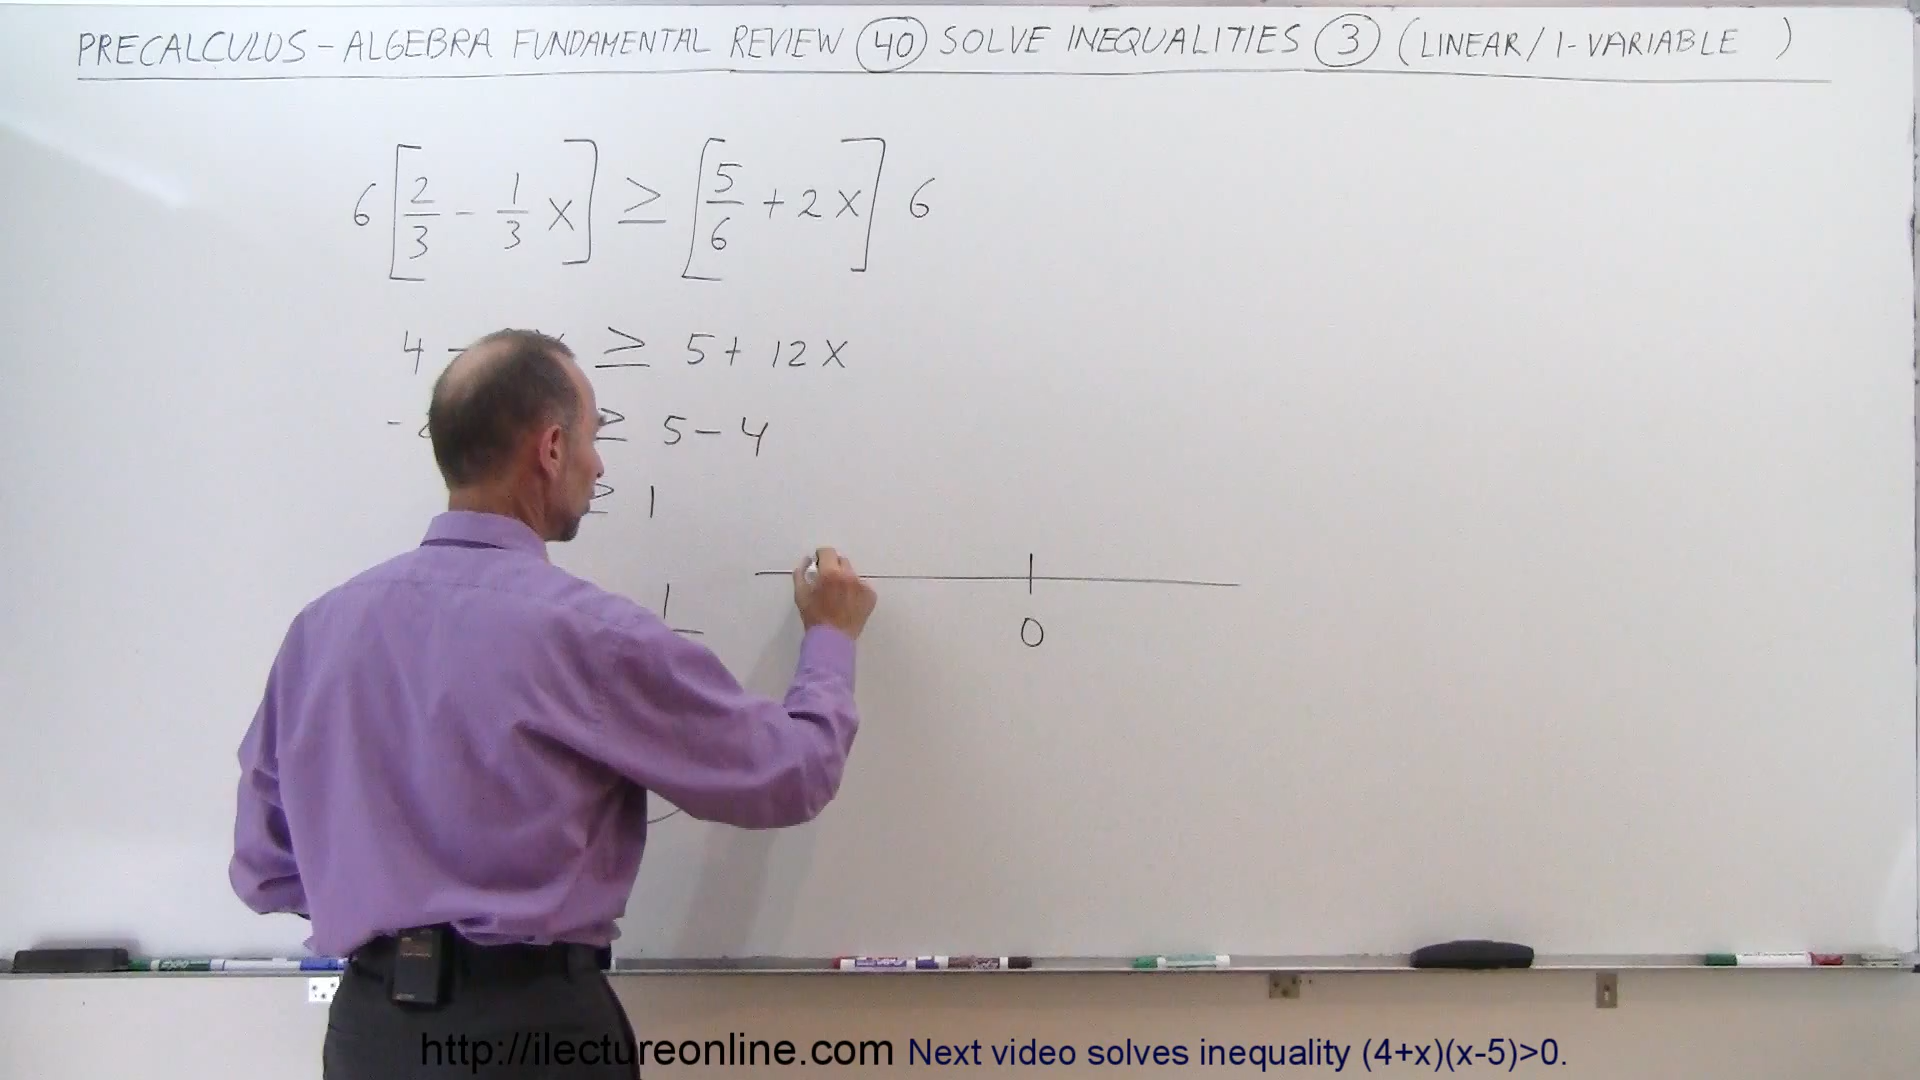 PRECALCULUS - ALGEBRA FUNDAMENTAL REVIEW 40 SOLVE INEQUALITIES 3 (LINEAR / 1-VARIABLE )
6 [2/3 - 1/3 x] ≥ [5/6 + 2x] 6
4 - ≥ 5 + 12x
- ≥ 5 - 4
≥ 1
1
0
http://ilectureonline.com Next video solves inequality (4+x)(x-5)>0.